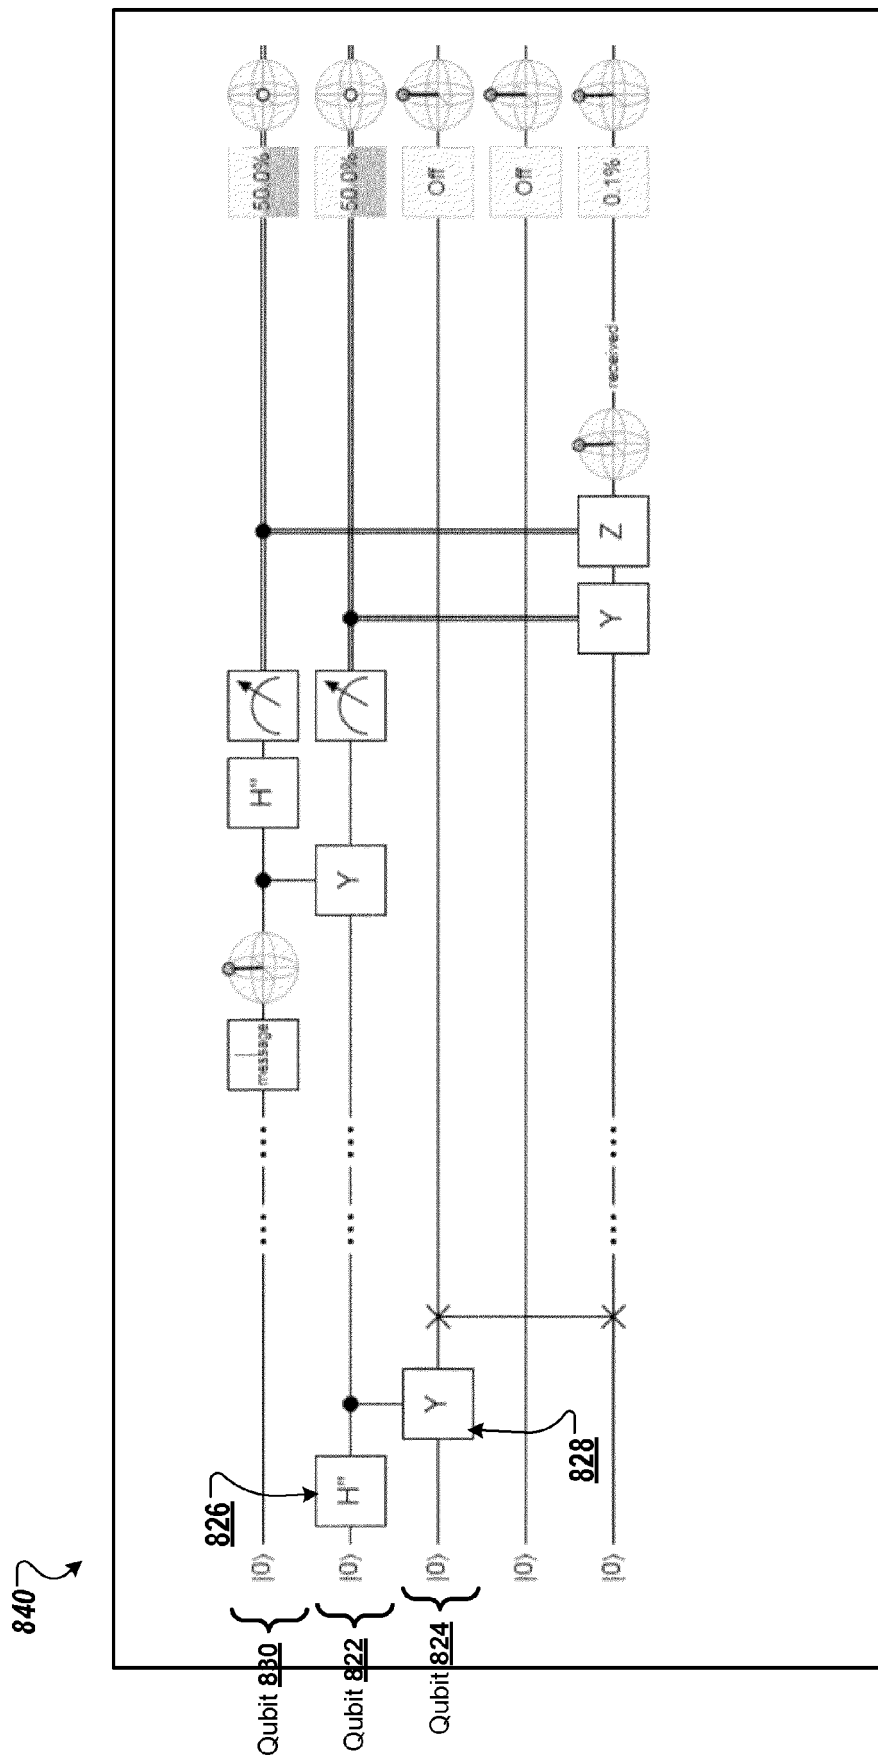 840
Qubit 830
Qubit 822
Qubit 824
|0⟩
|0⟩
|0⟩
|0⟩
|0⟩
826
H"
Y
828
... ...
... ...
... ...
message
Y
H"
Y
Z
received
50.0%
50.0%
Off
Off
0.1%